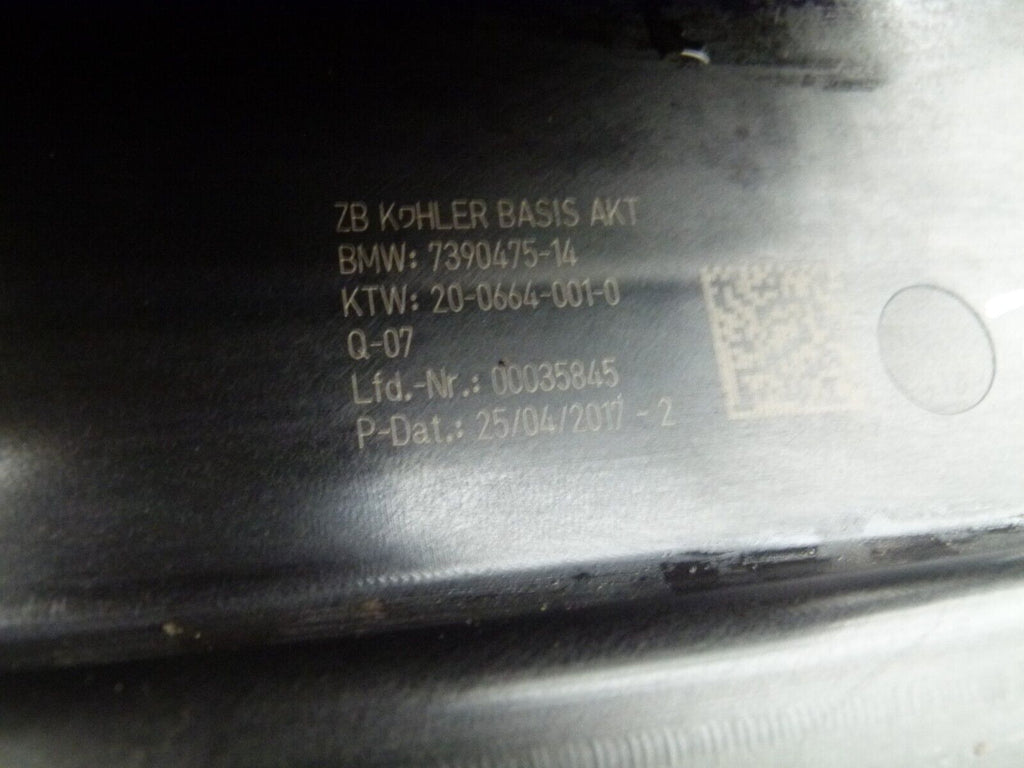 ZB KÜHLER BASIS AKT
BMW: 7390475-14
KTW: 20-0664-001-0
Q-07
Lfd.-Nr.: 00035845
P-Dat.: 25/04/2017 - 2